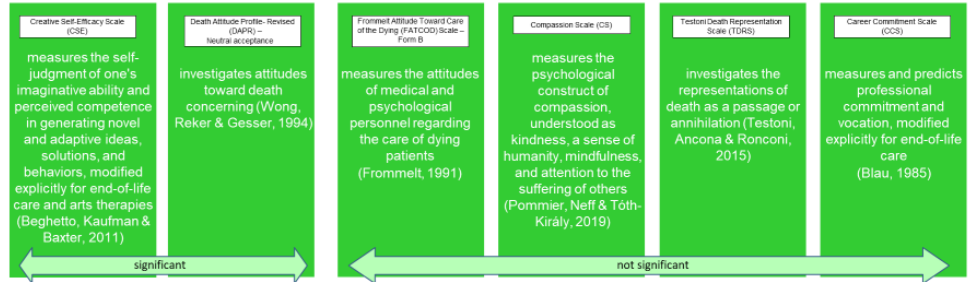 Creative Self-Efficacy Scale
(CSE)
measures the self-
judgment of one's
imaginative ability and
perceived competence
in generating novel
and adaptive ideas,
solutions, and
behaviors, modified
explicitly for end-of-life
care and arts therapies
(Beghetto, Kaufman &
Baxter, 2011)
Death Attitude Profile- Revised
(DAPR) –
Neutral acceptance
investigates attitudes
toward death
concerning (Wong,
Reker & Gesser, 1994)
Frommelt Attitude Toward Care
of the Dying (FATCOD) Scale –
Form B
measures the attitudes
of medical and
psychological
personnel regarding
the care of dying
patients
(Frommelt, 1991)
Compassion Scale (CS)
measures the
psychological
construct of
compassion,
understood as
kindness, a sense of
humanity, mindfulness,
and attention to the
suffering of others
(Pommier, Neff & Tóth-
Király, 2019)
Testoni Death Representation
Scale (TDRS)
investigates the
representations of
death as a passage or
annihilation (Testoni,
Ancona & Ronconi,
2015)
Career Commitment Scale
(CCS)
measures and predicts
professional
commitment and
vocation, modified
explicitly for end-of-life
care
(Blau, 1985)
significant
not significant